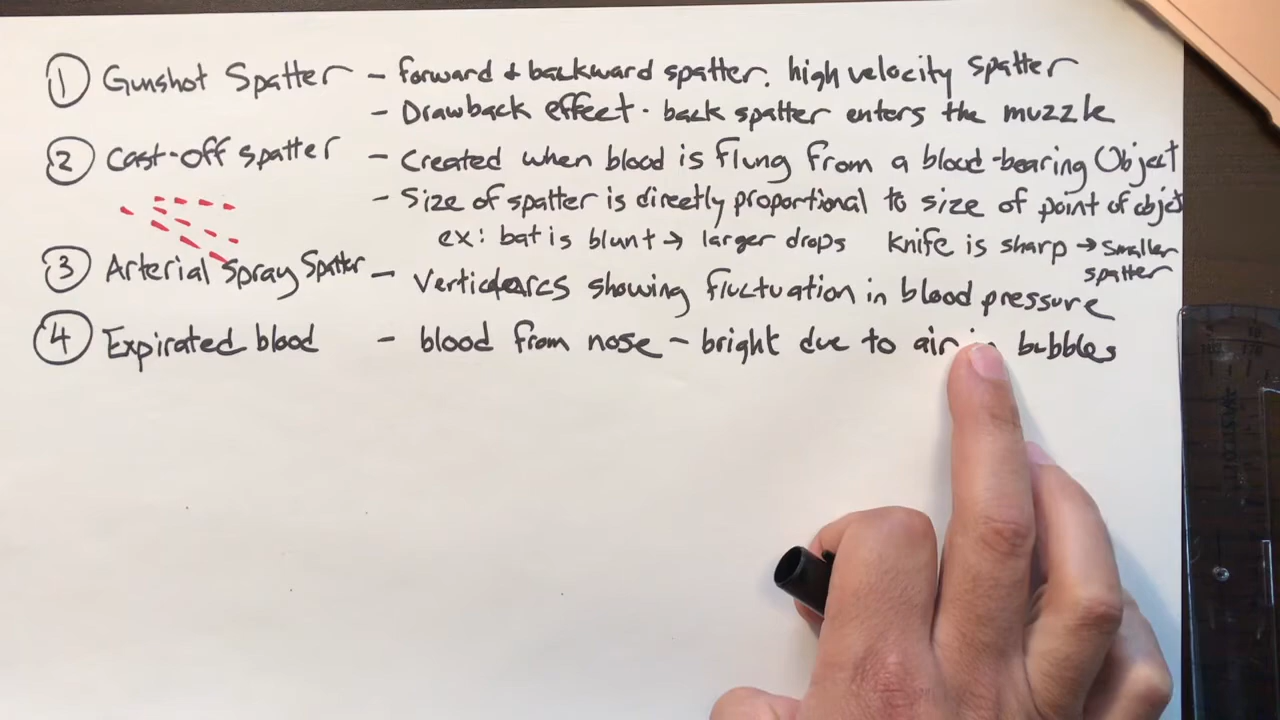 ① Gunshot Spatter - forward & backward spatter. high velocity spatter
- Drawback effect. back spatter enters the muzzle
② Cast-off spatter - Created when blood is flung from a blood-bearing Object
- Size of spatter is directly proportional to size of point of object
ex: bat is blunt → larger drops knife is sharp → smaller
spatter
③ Arterial Spray Spatter - arcs showing fluctuation in blood pressure
④ Expirated blood - blood from nose - bright due to air bubbles